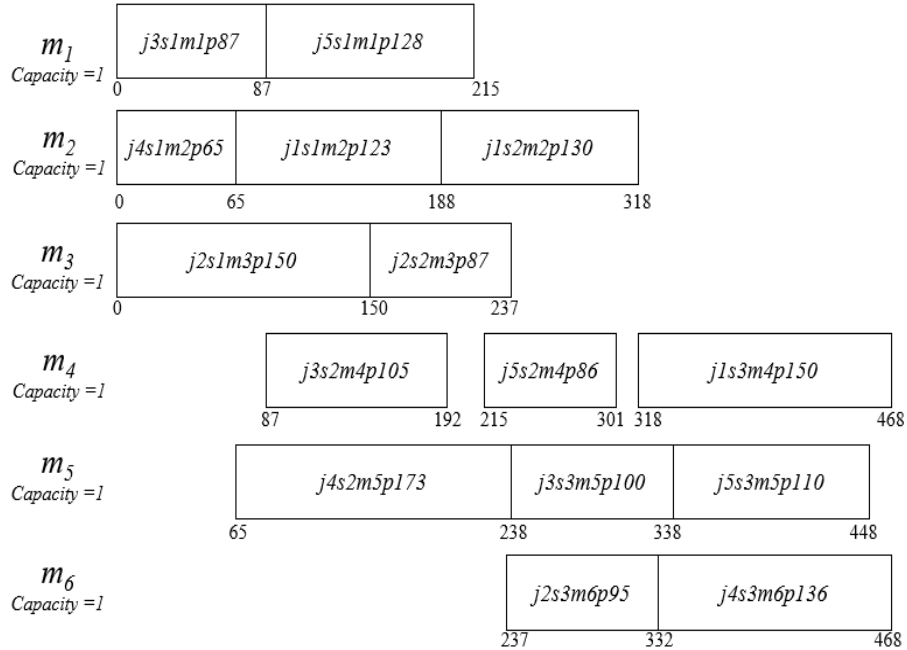 m1
Capacity =1
j3s1m1p87 j5s1m1p128
0 87 215
m2
Capacity =1
j4s1m2p65 j1s1m2p123 j1s2m2p130
0 65 188 318
m3
Capacity =1
j2s1m3p150 j2s2m3p87
0 150 237
m4
Capacity =1
j3s2m4p105 j5s2m4p86 j1s3m4p150
87 192 215 301 318 468
m5
Capacity =1
j4s2m5p173 j3s3m5p100 j5s3m5p110
65 238 338 448
m6
Capacity =1
j2s3m6p95 j4s3m6p136
237 332 468